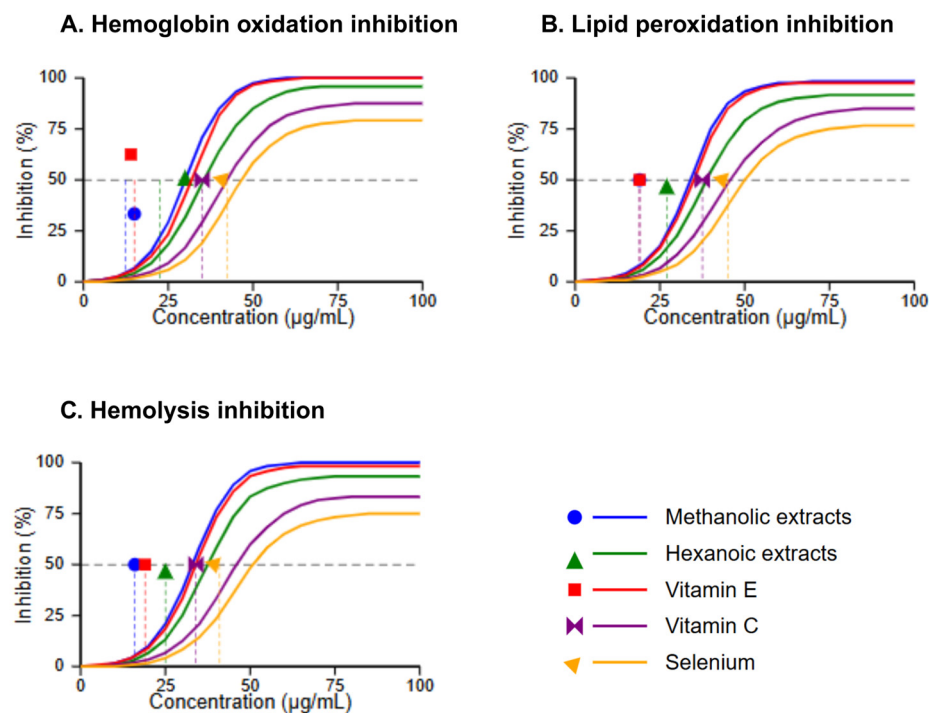 A. Hemoglobin oxidation inhibition
B. Lipid peroxidation inhibition
100
75
50
25
0
Inhibition (%)
0 25 50 75 100
Concentration (µg/mL)
100
75
50
25
0
Inhibition (%)
0 25 50 75 100
Concentration (µg/mL)
C. Hemolysis inhibition
100
75
50
25
0
Inhibition (%)
0 25 50 75 100
Concentration (µg/mL)
Methanolic extracts
Hexanoic extracts
Vitamin E
Vitamin C
Selenium